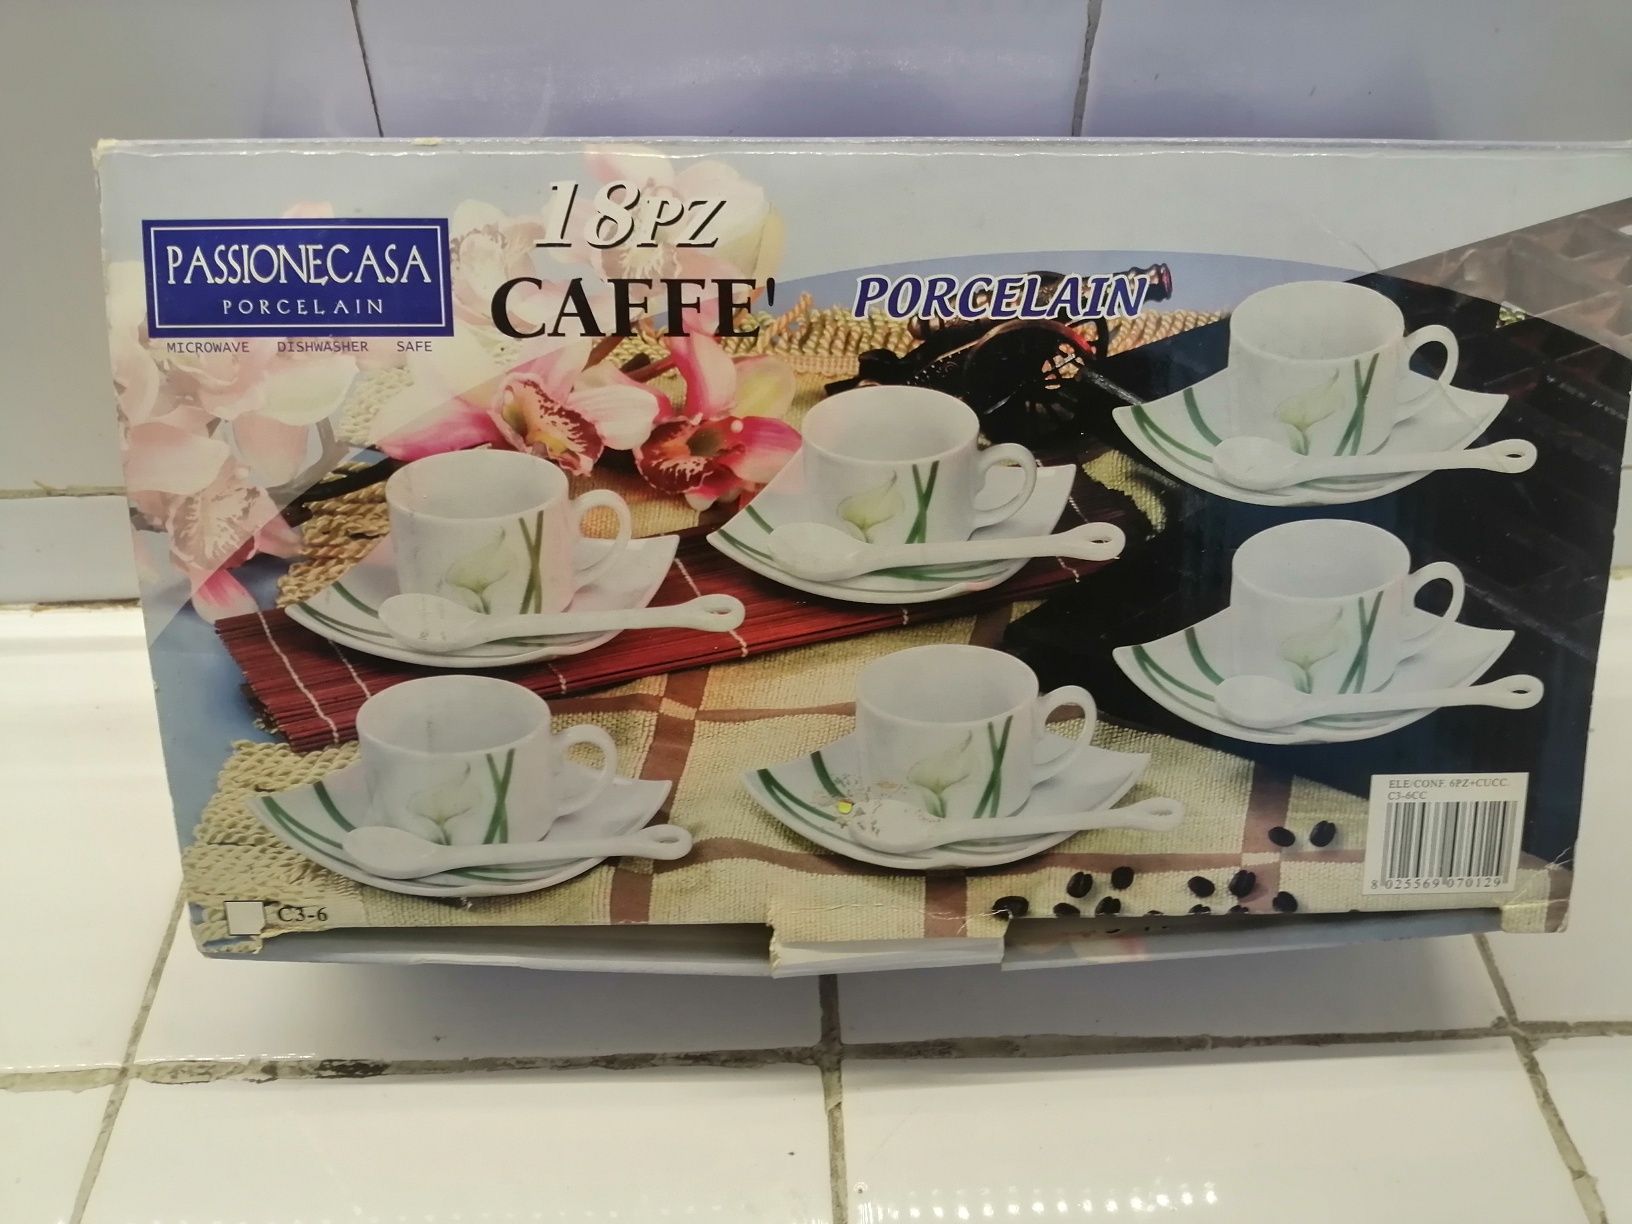 18PZ
CAFFE'
PORCELAIN
PASSIONECASA
PORCELAIN
MICROWAVE DISHWASHER SAFE
ELE/CONF. 6PZ+CUCC.
C3-6CC
8 025569 070129
C3-6